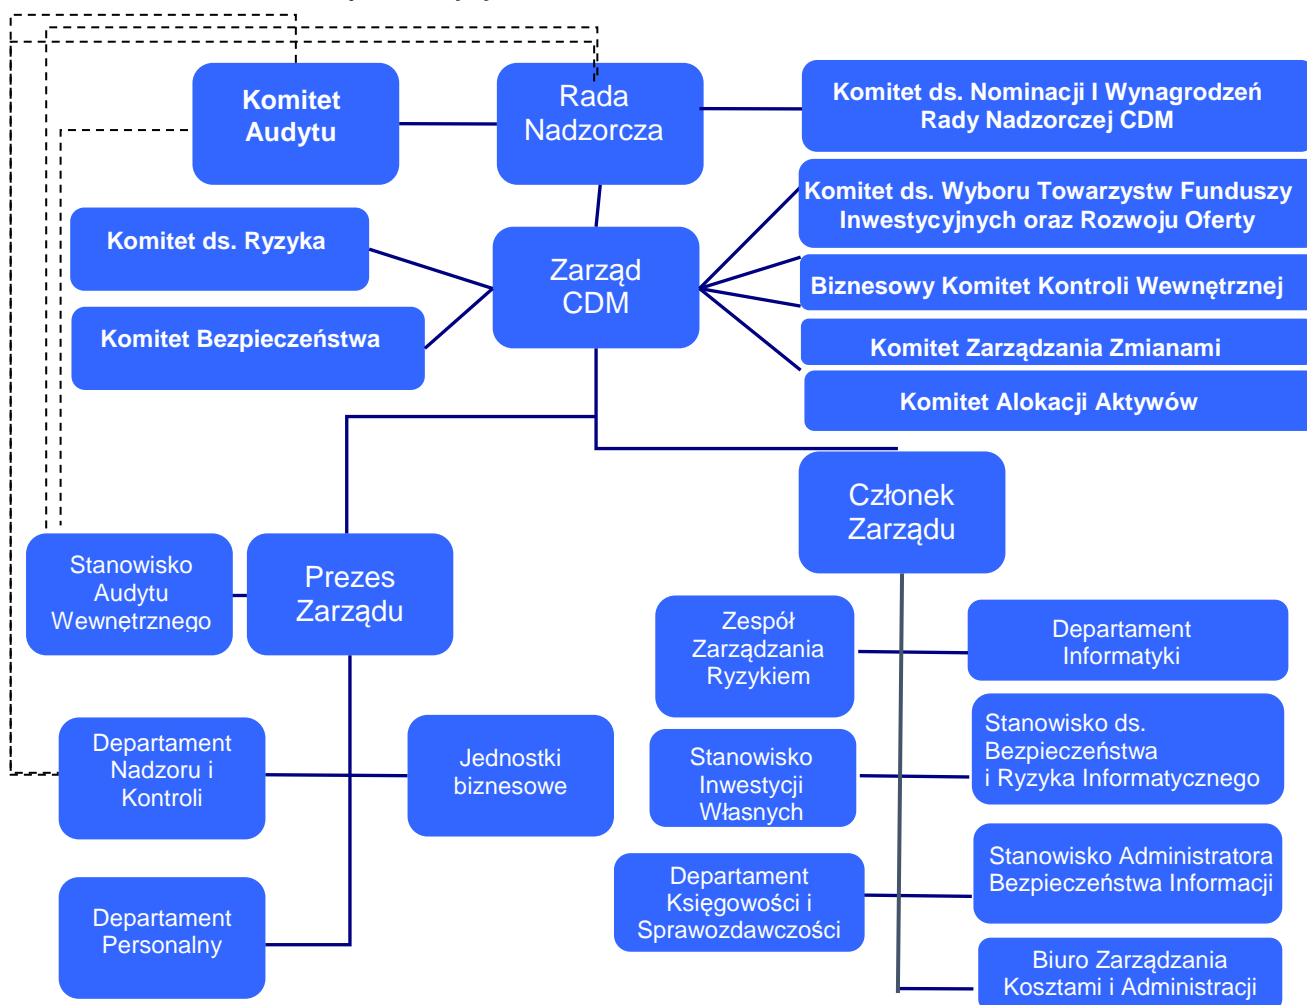 Komitet
Audytu
Rada
Nadzorcza
Komitet ds. Nominacji I Wynagrodzeń
Rady Nadzorczej CDM
Komitet ds. Wyboru Towarzystw Funduszy
Inwestycyjnych oraz Rozwoju Oferty
Komitet ds. Ryzyka
Zarząd
CDM
Biznesowy Komitet Kontroli Wewnętrznej
Komitet Bezpieczeństwa
Komitet Zarządzania Zmianami
Komitet Alokacji Aktywów
Członek
Zarządu
Stanowisko
Audytu
Wewnętrznego
Prezes
Zarządu
Zespół
Zarządzania
Ryzykiem
Departament
Informatyki
Departament
Nadzoru i
Kontroli
Jednostki
biznesowe
Stanowisko
Inwestycji
Własnych
Stanowisko ds.
Bezpieczeństwa
i Ryzyka Informatycznego
Departament
Księgowości i
Sprawozdawczości
Stanowisko Administratora
Bezpieczeństwa Informacji
Departament
Personalny
Biuro Zarządzania
Kosztami i Administracji